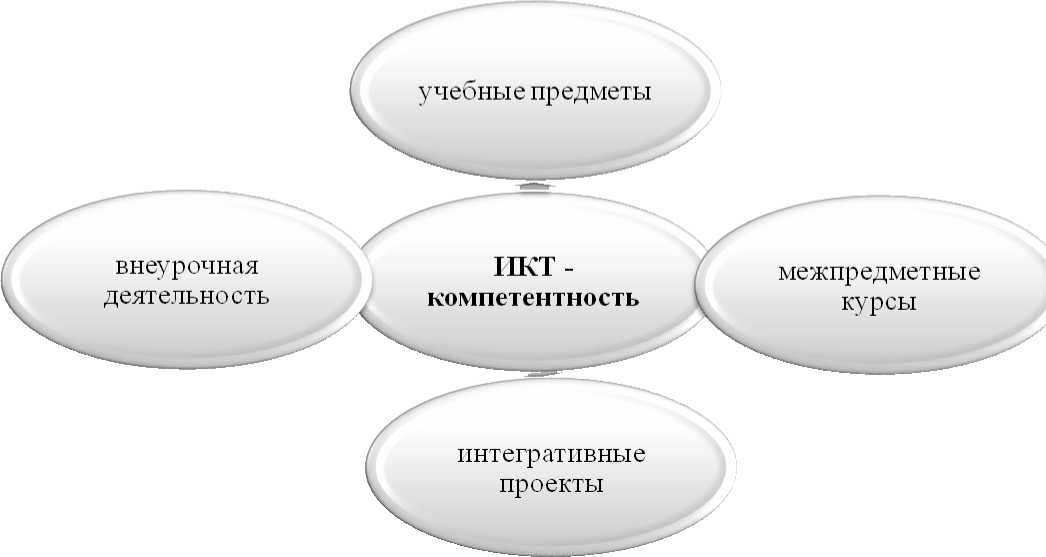 учебные предметы
внеурочная
деятельность
ИКТ -
компетентность
межпредметные
курсы
интегративные
проекты